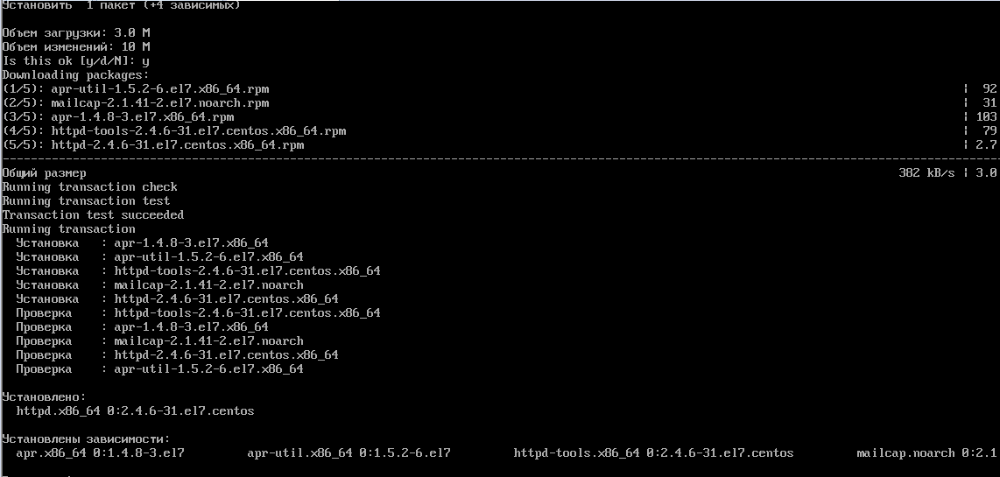 Установить 1 пакет (+4 зависимых)
Объем загрузки: 3.0 M
Объем изменений: 10 M
Is this ok [y/d/N]: y
Downloading packages:
(1/5): apr-util-1.5.2-6.el7.x86_64.rpm | 92
(2/5): mailcap-2.1.41-2.el7.noarch.rpm | 31
(3/5): apr-1.4.8-3.el7.x86_64.rpm | 103
(4/5): httpd-tools-2.4.6-31.el7.centos.x86_64.rpm | 79
(5/5): httpd-2.4.6-31.el7.centos.x86_64.rpm | 2.7
--------------------------------------------------------------------------------
Общий размер 382 kB/s | 3.0
Running transaction check
Running transaction test
Transaction test succeeded
Running transaction
Установка : apr-1.4.8-3.el7.x86_64
Установка : apr-util-1.5.2-6.el7.x86_64
Установка : httpd-tools-2.4.6-31.el7.centos.x86_64
Установка : mailcap-2.1.41-2.el7.noarch
Установка : httpd-2.4.6-31.el7.centos.x86_64
Проверка : httpd-tools-2.4.6-31.el7.centos.x86_64
Проверка : apr-1.4.8-3.el7.x86_64
Проверка : mailcap-2.1.41-2.el7.noarch
Проверка : httpd-2.4.6-31.el7.centos.x86_64
Проверка : apr-util-1.5.2-6.el7.x86_64
Установлено:
httpd.x86_64 0:2.4.6-31.el7.centos
Установлены зависимости:
apr.x86_64 0:1.4.8-3.el7 apr-util.x86_64 0:1.5.2-6.el7 httpd-tools.x86_64 0:2.4.6-31.el7.centos mailcap.noarch 0:2.1